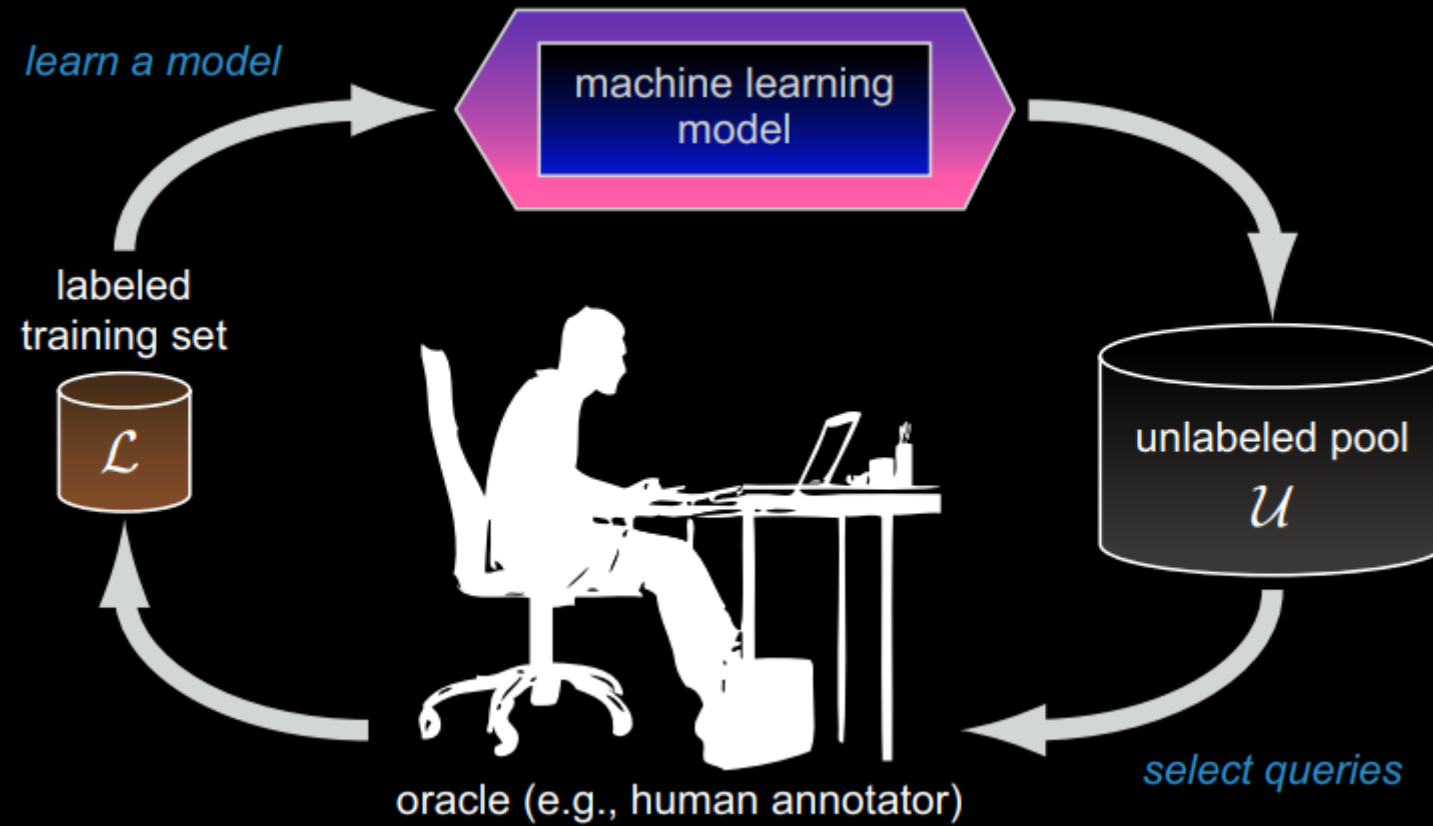 learn a model
machine learning
model
labeled
training set
ℒ
unlabeled pool
𝒰
select queries
oracle (e.g., human annotator)